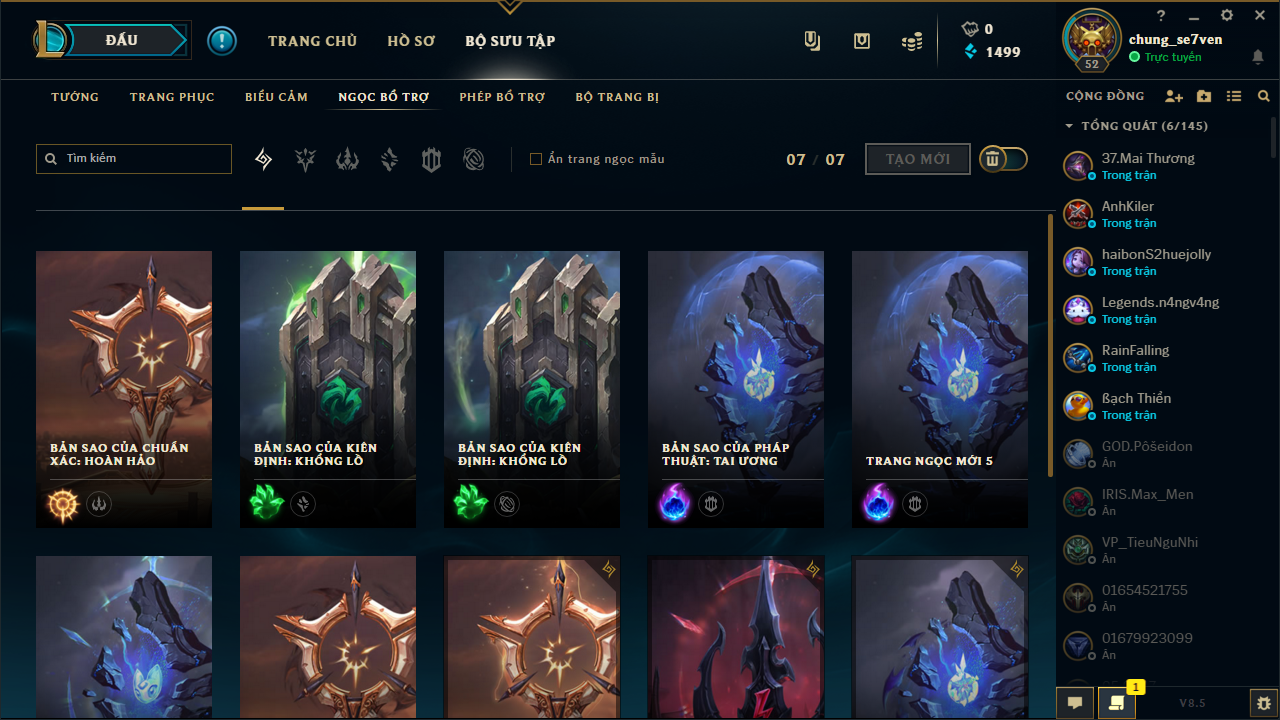 ĐẤU
!
TRANG CHỦ
HỒ SƠ
BỘ SƯU TẬP
0
1499
?
chung_se7ven
Trực tuyến
52
TƯỚNG
TRANG PHỤC
BIỂU CẢM
NGỌC BỔ TRỢ
PHÉP BỔ TRỢ
BỘ TRANG BỊ
Tìm kiếm
Ẩn trang ngọc mẫu
07 / 07
TẠO MỚI
BẢN SAO CỦA CHUẨN
XÁC: HOÀN HẢO
BẢN SAO CỦA KIÊN
ĐỊNH: KHỔNG LỒ
BẢN SAO CỦA KIÊN
ĐỊNH: KHỔNG LỒ
BẢN SAO CỦA PHÁP
THUẬT: TAI ƯƠNG
TRANG NGỌC MỚI 5
CỘNG ĐỒNG
TỔNG QUÁT (6/145)
37.Mai Thương
Trong trận
AnhKiler
Trong trận
haibonS2huejolly
Trong trận
Legends.n4ngv4ng
Trong trận
RainFalling
Trong trận
ßạch Thiển
Trong trận
GOD.Pôšeidon
Ẩn
IRIS.Max_Men
Ẩn
VP_TieuNguNhi
Ẩn
01654521755
Ẩn
01679923099
Ẩn
1
V8.5